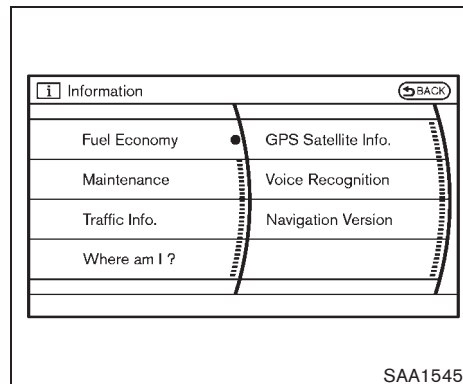 i Information
BACK
Fuel Economy
GPS Satellite Info.
Maintenance
Voice Recognition
Traffic Info.
Navigation Version
Where am I ?
SAA1545